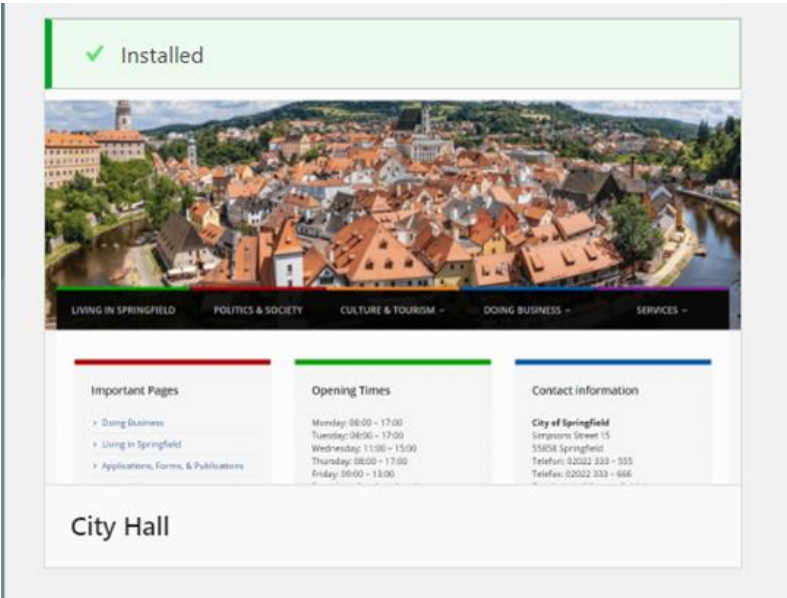 Installed
LIVING IN SPRINGFIELD
POLITICS & SOCIETY
CULTURE & TOURISM
DOING BUSINESS
SERVICES
Important Pages
Doing Business
Living in Springfield
Applications, Forms, & Publications
Opening Times
Monday: 08:00 – 17:00
Tuesday: 08:00 – 17:00
Wednesday: 11:00 – 15:00
Thursday: 08:00 – 17:00
Friday: 09:00 – 13:00
Contact information
City of Springfield
Simpsons Street 15
55858 Springfield
Telefon: 02022 333 – 555
Telefax: 02022 333 – 666
City Hall